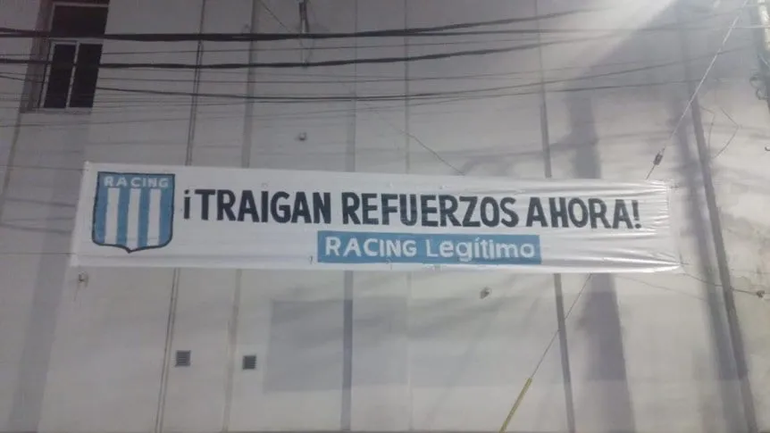 RACING
¡TRAIGAN REFUERZOS AHORA!
RACING Legítimo